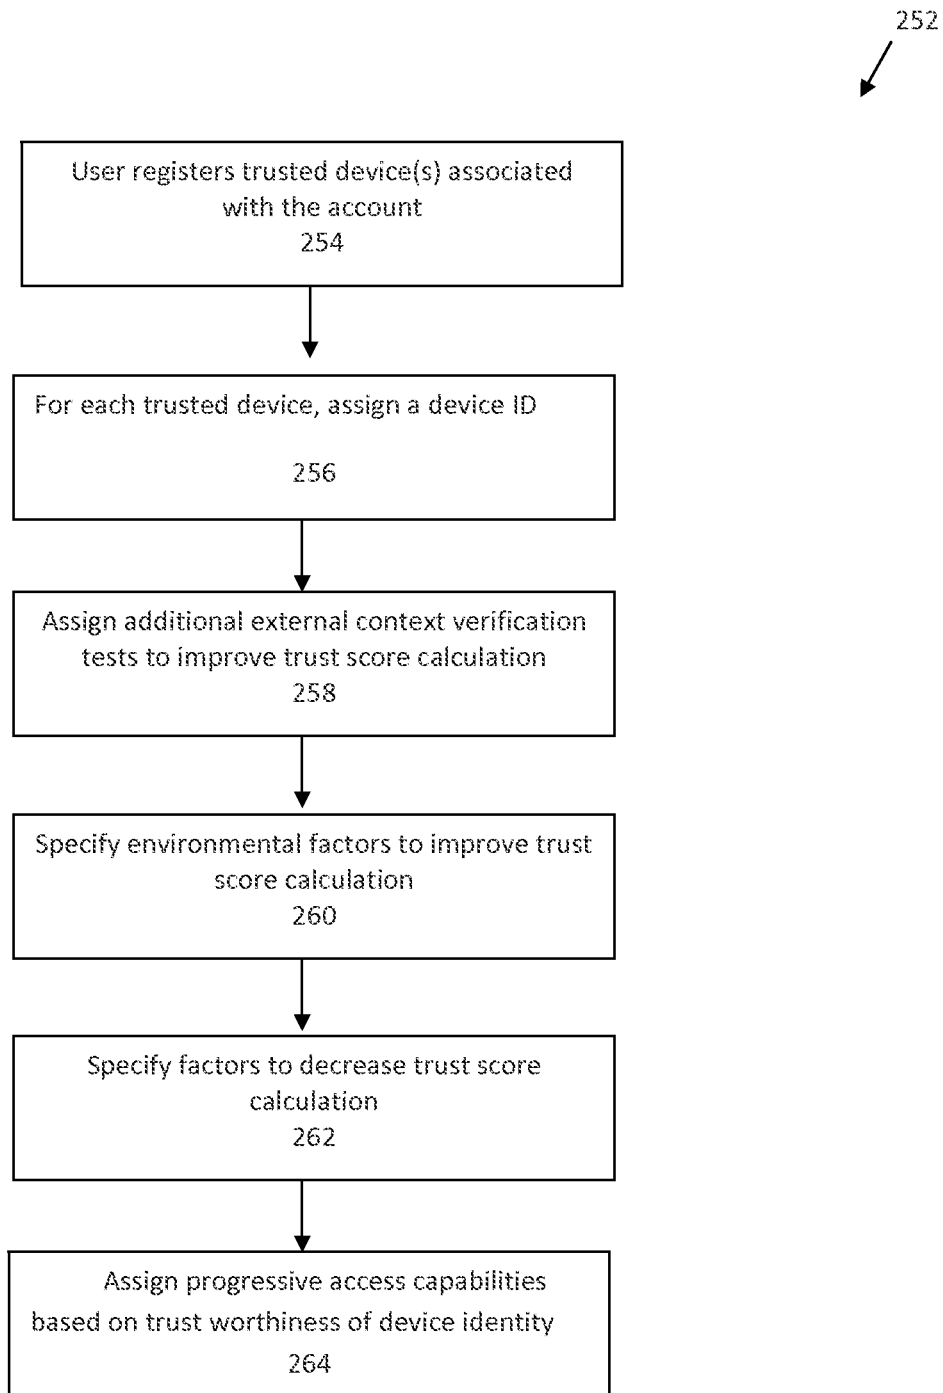 252
User registers trusted device(s) associated
with the account
254
For each trusted device, assign a device ID
256
Assign additional external context verification
tests to improve trust score calculation
258
Specify environmental factors to improve trust
score calculation
260
Specify factors to decrease trust score
calculation
262
Assign progressive access capabilities
based on trust worthiness of device identity
264